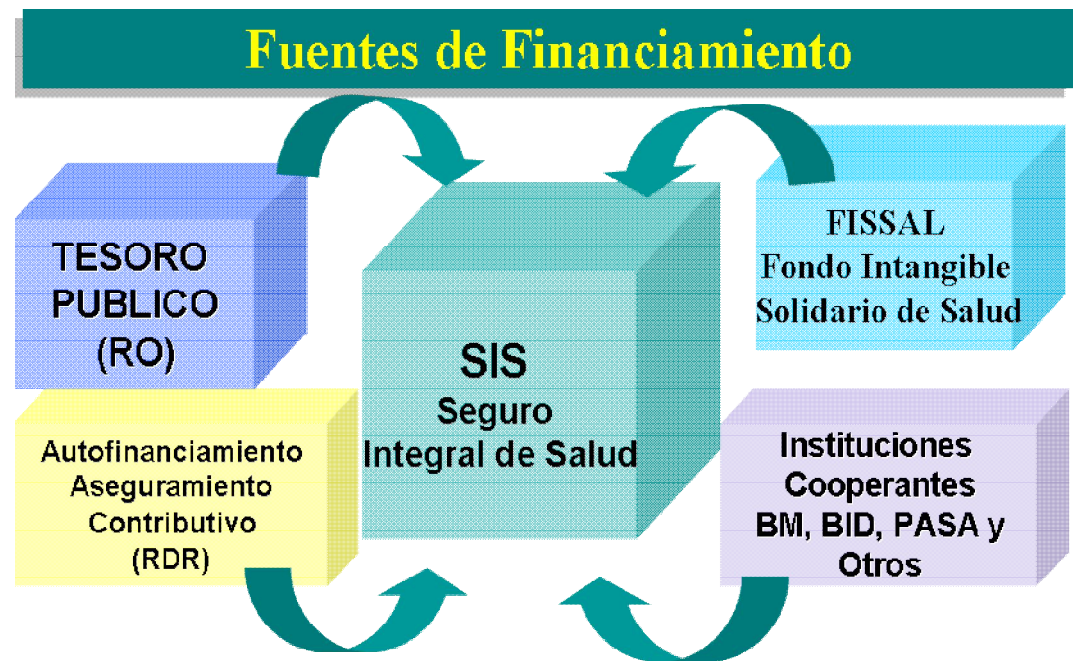 Fuentes de Financiamiento
TESORO
PUBLICO
(RO)
FISSAL
Fondo Intangible
Solidario de Salud
SIS
Seguro
Integral de Salud
Autofinanciamiento
Aseguramiento
Contributivo
(RDR)
Instituciones
Cooperantes
BM, BID, PASA y
Otros